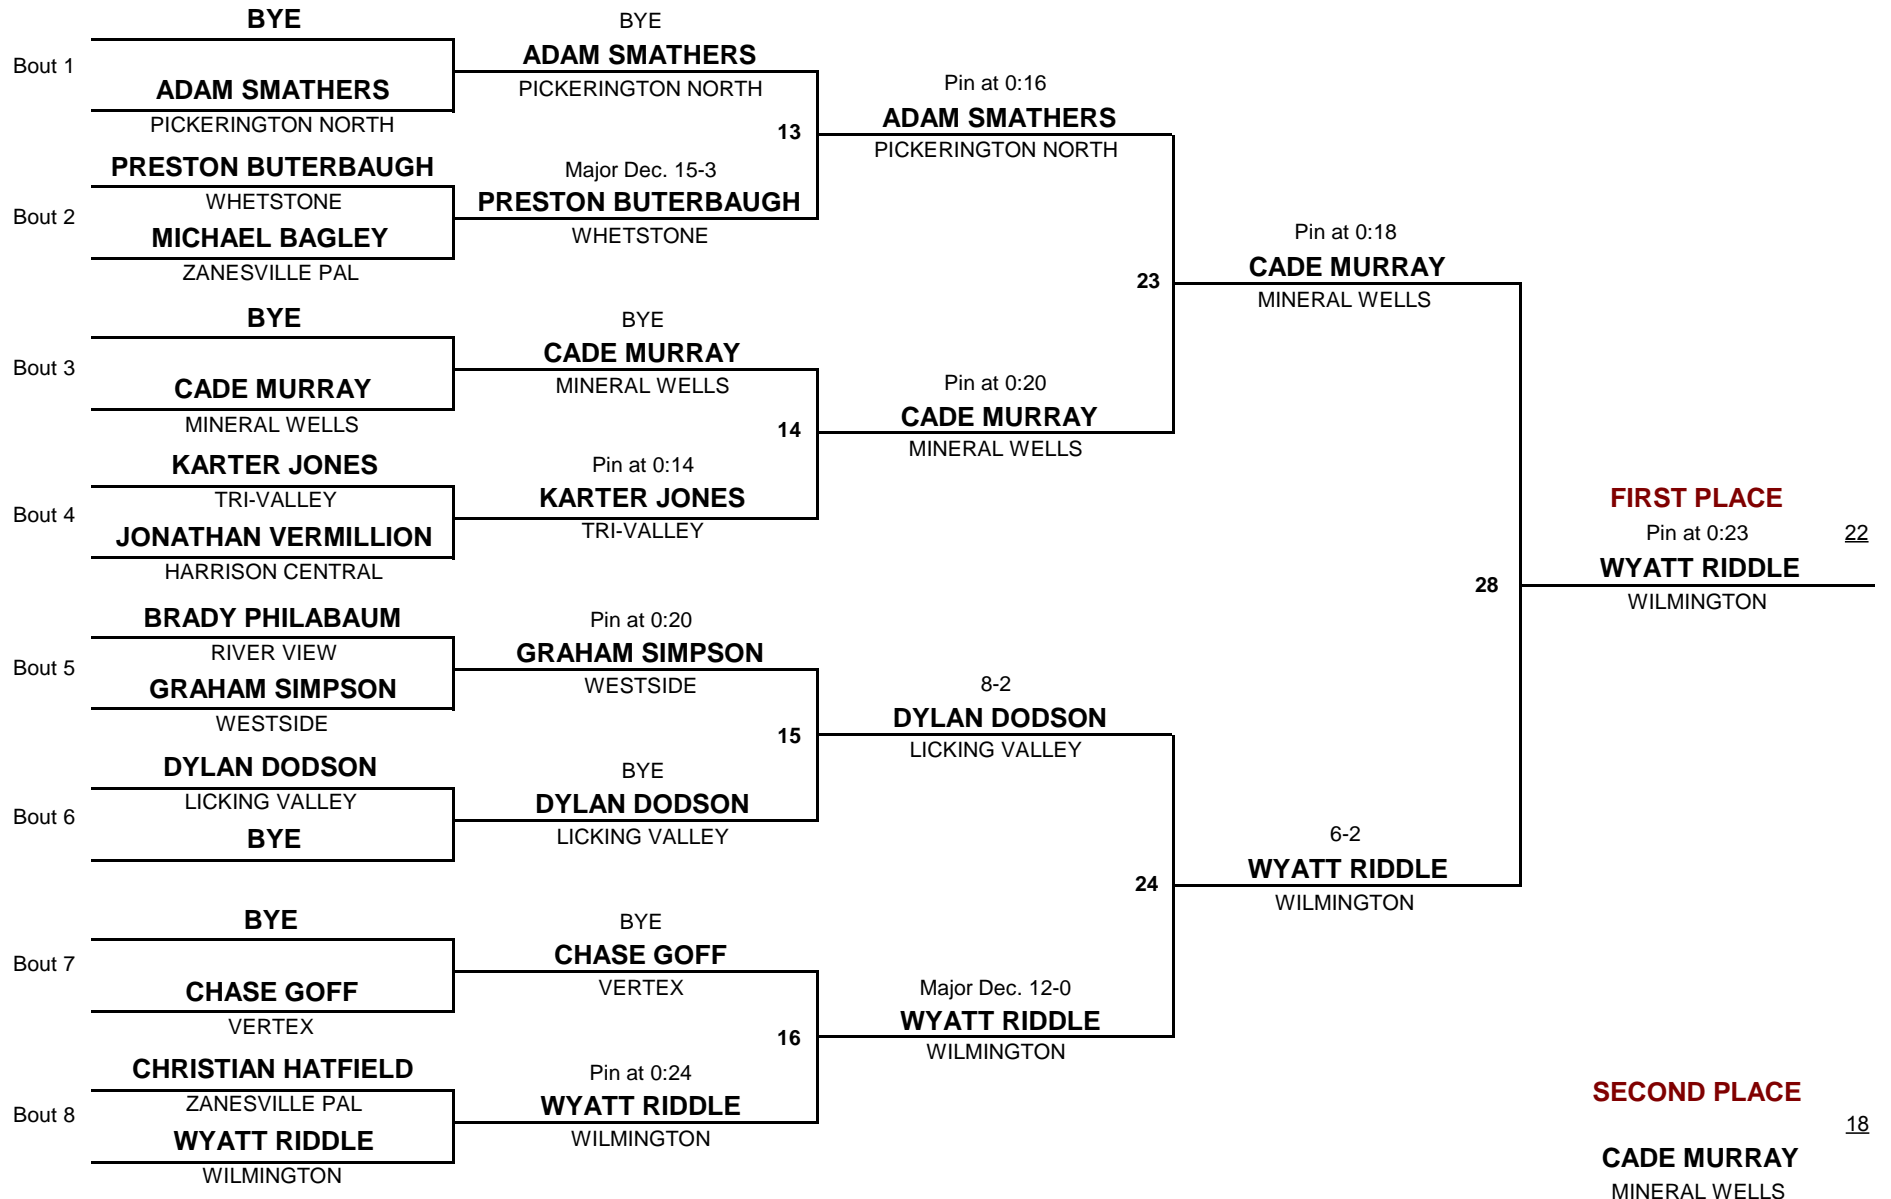 BYE
Bout 1
ADAM SMATHERS
PICKERINGTON NORTH
PRESTON BUTERBAUGH
WHETSTONE
Bout 2
MICHAEL BAGLEY
ZANESVILLE PAL
BYE
Bout 3
CADE MURRAY
MINERAL WELLS
KARTER JONES
TRI-VALLEY
Bout 4
JONATHAN VERMILLION
HARRISON CENTRAL
BRADY PHILABAUM
RIVER VIEW
Bout 5
GRAHAM SIMPSON
WESTSIDE
DYLAN DODSON
LICKING VALLEY
Bout 6
BYE
BYE
Bout 7
CHASE GOFF
VERTEX
CHRISTIAN HATFIELD
ZANESVILLE PAL
Bout 8
WYATT RIDDLE
WILMINGTON
BYE
ADAM SMATHERS
PICKERINGTON NORTH
13
Major Dec. 15-3
PRESTON BUTERBAUGH
WHETSTONE
BYE
CADE MURRAY
MINERAL WELLS
14
Pin at 0:14
KARTER JONES
TRI-VALLEY
Pin at 0:20
GRAHAM SIMPSON
WESTSIDE
15
BYE
DYLAN DODSON
LICKING VALLEY
BYE
CHASE GOFF
VERTEX
16
Pin at 0:24
WYATT RIDDLE
WILMINGTON
Pin at 0:16
ADAM SMATHERS
PICKERINGTON NORTH
23
Pin at 0:20
CADE MURRAY
MINERAL WELLS
8-2
DYLAN DODSON
LICKING VALLEY
24
Major Dec. 12-0
WYATT RIDDLE
WILMINGTON
Pin at 0:18
CADE MURRAY
MINERAL WELLS
28
6-2
WYATT RIDDLE
WILMINGTON
FIRST PLACE
Pin at 0:23
22
WYATT RIDDLE
WILMINGTON
SECOND PLACE
18
CADE MURRAY
MINERAL WELLS